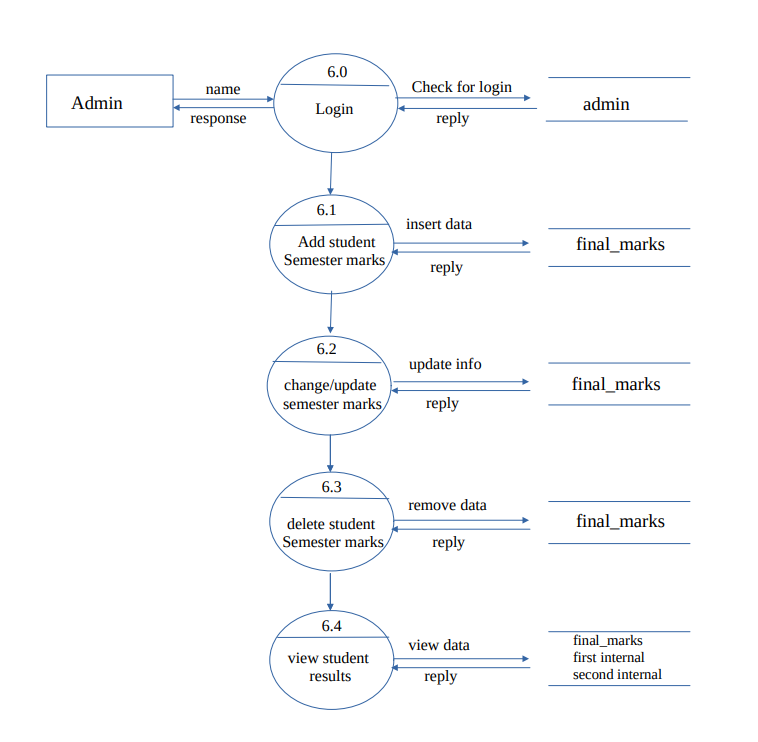 6.0
Admin
name
response
Login
Check for login
reply
admin
6.1
Add student
Semester marks
insert data
reply
final_marks
6.2
change/update
semester marks
update info
reply
final_marks
6.3
delete student
Semester marks
remove data
reply
final_marks
6.4
view student
results
view data
reply
final_marks
first internal
second internal